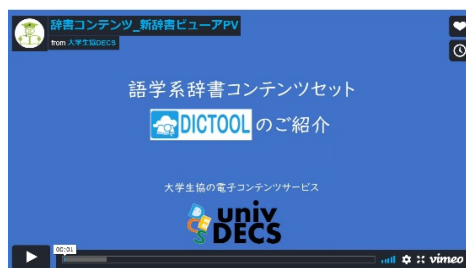 辞書コンテンツ_新辞書ビューアPV
from 大学生協DECS
語学系辞書コンテンツセット
DICTOOL のご紹介
大学生協の電子コンテンツサービス
univ
DECS
00:01
vimeo